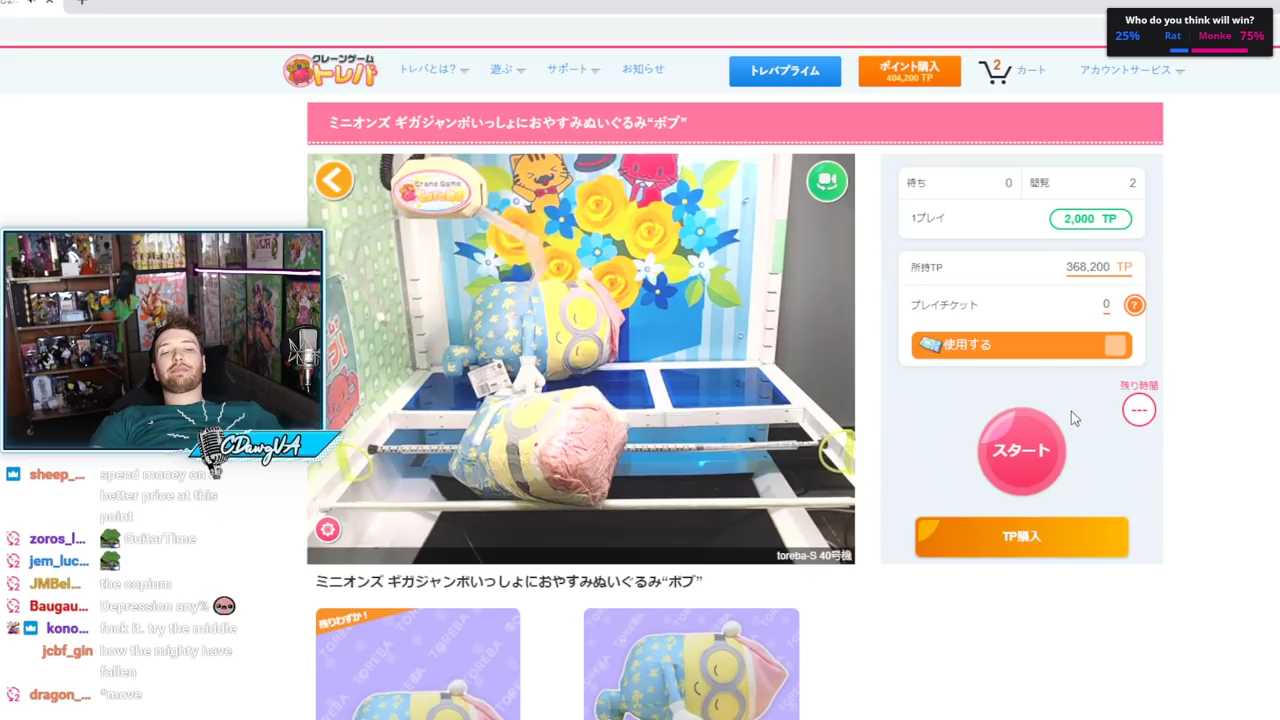 Who do you think will win?
25% Rat Monke 75%
クレーンゲーム
トレバ
トレバとは?
遊ぶ
サポート
お知らせ
トレバプライム
ポイント購入
404,200 TP
2
カート
アカウントサービス
ミニオンズ ギガジャンボいっしょにおやすみぬいぐるみ“ボブ”
Crane Game
Toreba
待ち 0
閲覧 2
1プレイ 2,000 TP
所持TP 368,200 TP
プレイチケット 0 ?
使用する
残り時間
---
スタート
TP購入
toreba-S 40号機
CDawgVA
sheep_... spend money on a
better price at this
point
zoros_l... GuitarTime
jem_luc...
JMBel... the copium
Baugau... Depression any%
kono... fuck it. try the middle
jcbf_gin how the mighty have
fallen
dragon_... *move
ミニオンズ ギガジャンボいっしょにおやすみぬいぐるみ“ボブ”
残りわずか!
TOREBA
TOREBA